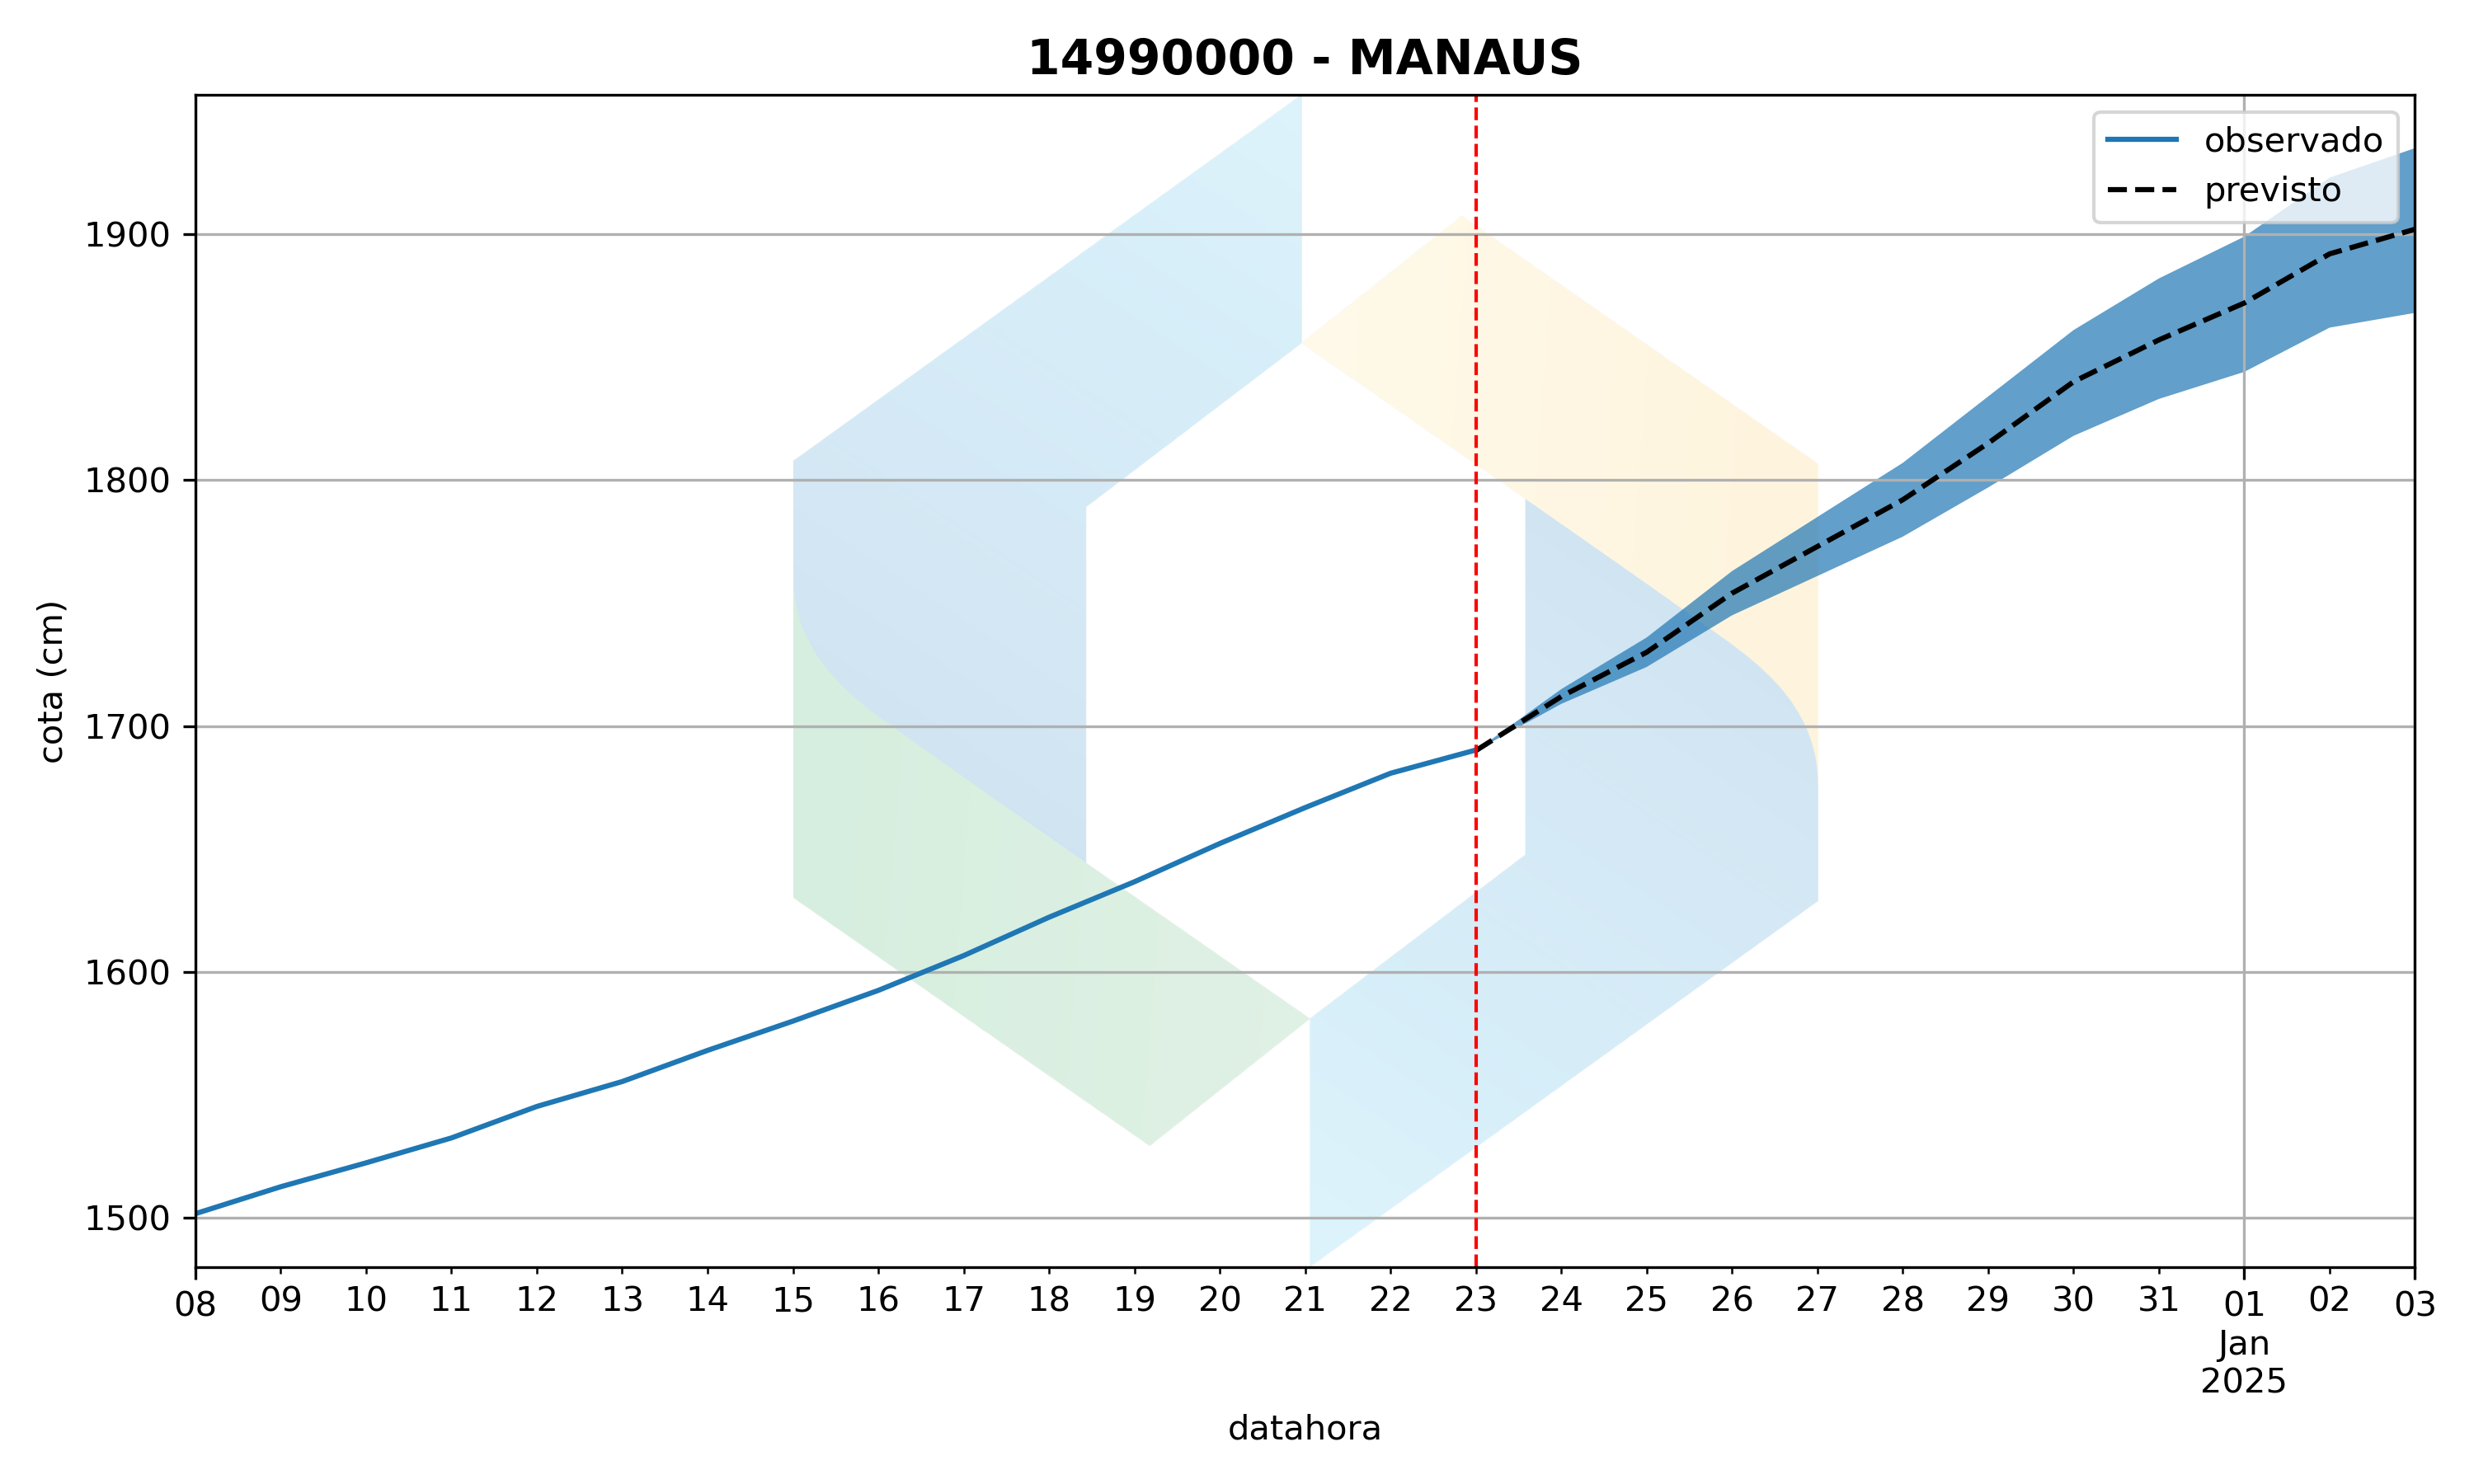 14990000 - MANAUS
observado
previsto
1900
1800
1700
1600
1500
cota (cm)
08 09 10 11 12 13 14 15 16 17 18 19 20 21 22 23 24 25 26 27 28 29 30 31 01 02 03
Jan
2025
datahora